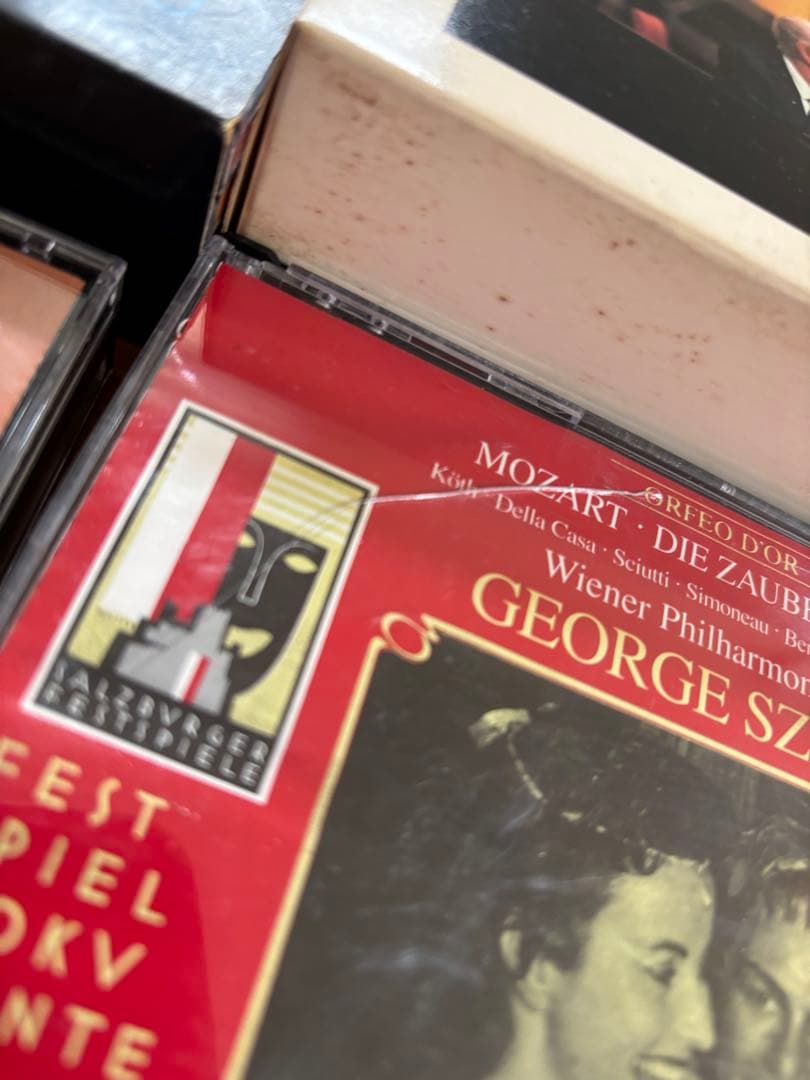 ORFEO D'OR
MOZART · DIE ZAUBE
Köth · Della Casa · Sciutti · Simoneau · Ber
Wiener Philharmon
GEORGE SZ
SALZBVRGER
FESTSPIELE
FEST
PIEL
OKV
NTE